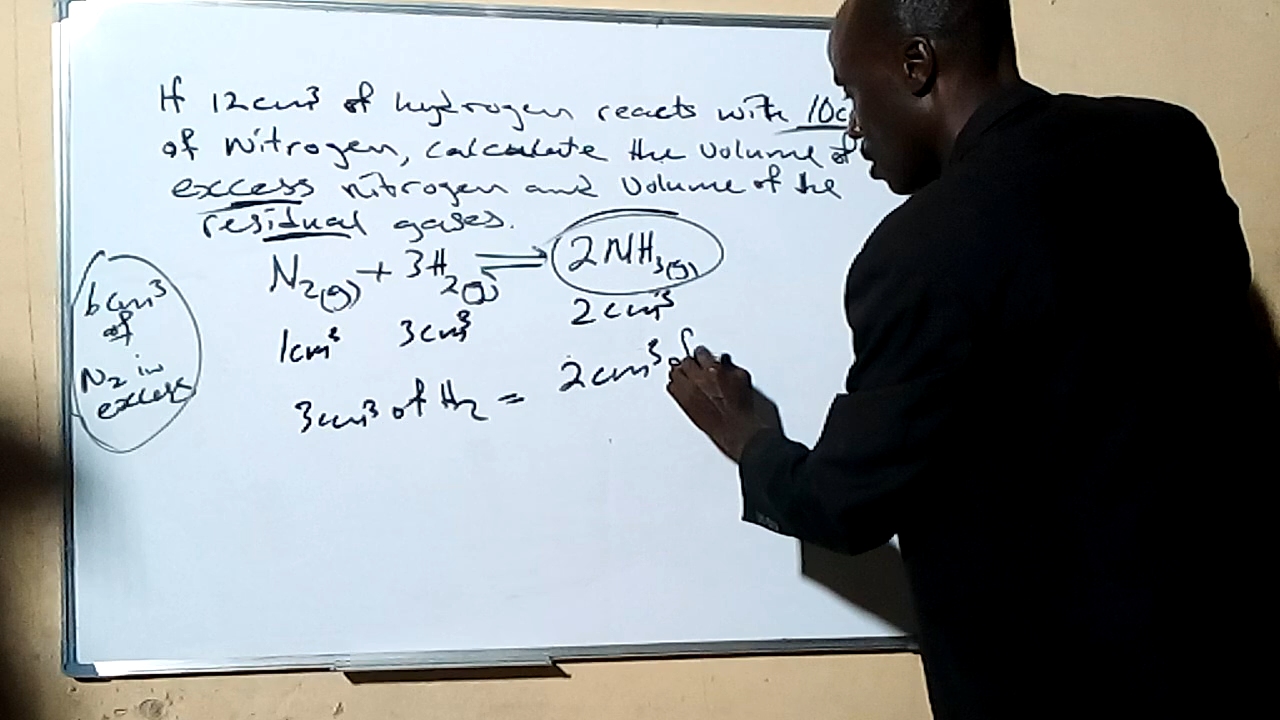 If 12cm³ of hydrogen reacts with 10c
of nitrogen, calculate the volume of
excess nitrogen and volume of the
residual gases.
N₂(g) + 3H₂(g) ⇌ 2NH₃(g)
1cm³ 3cm³ 2cm³
3cm³ of H₂ = 2cm³ of
6cm³
of
N₂ in
excess